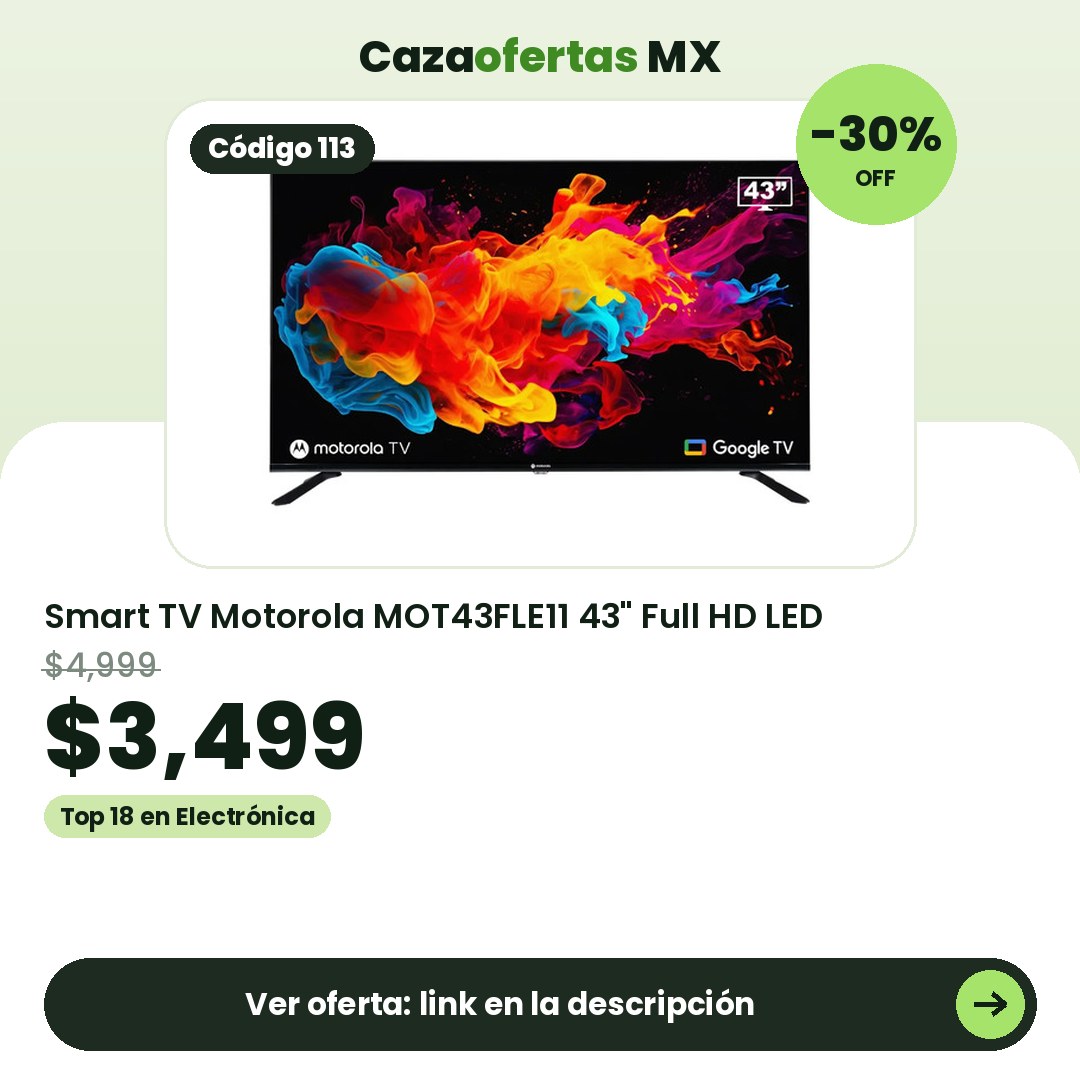 Cazaofertas MX
Código 113
-30%
OFF
43”
motorola TV
Google TV
Smart TV Motorola MOT43FLE11 43" Full HD LED
$4,999
$3,499
Top 18 en Electrónica
Ver oferta: link en la descripción